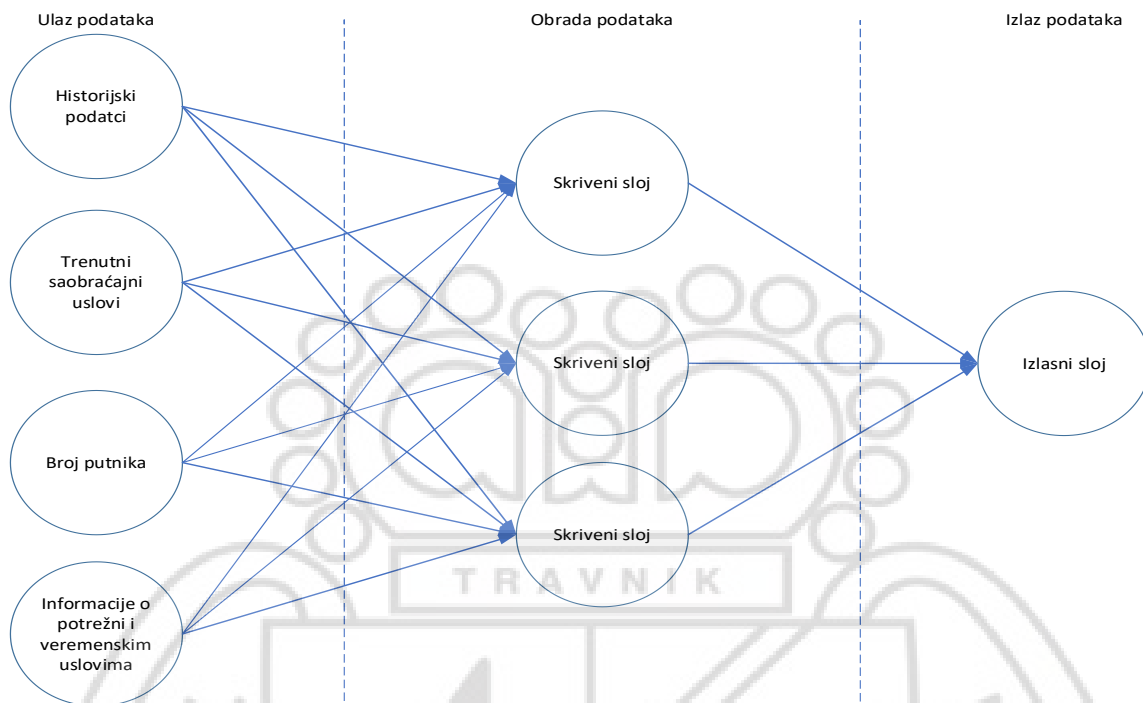 Ulaz podataka
Obrada podataka
Izlaz podataka
Historijski
podatci
Trenutni
saobraćajni
uslovi
Broj putnika
Informacije o
potrežni i
veremenskim
uslovima
Skriveni sloj
Skriveni sloj
Skriveni sloj
Izlasni sloj
TRAVNIK